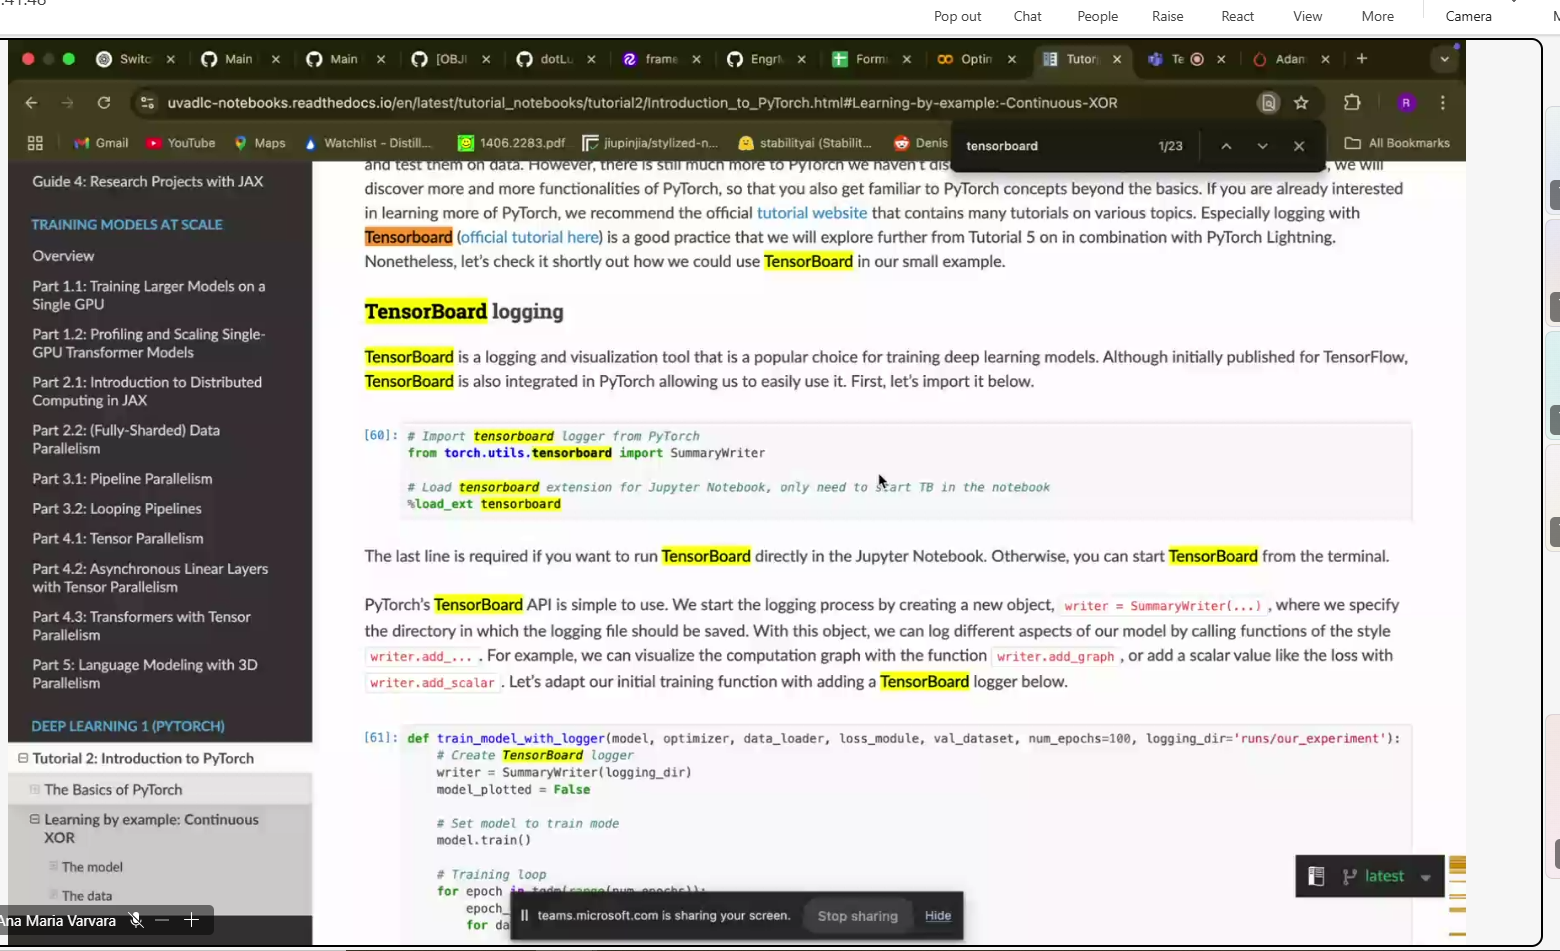 Pop out Chat People Raise React View More Camera
Switc Main Main [OBJ dotLu frame Engr Form Optin Tutor Te Adan
uvadlc-notebooks.readthedocs.io/en/latest/tutorial_notebooks/tutorial2/Introduction_to_PyTorch.html#Learning-by-example:-Continuous-XOR
Gmail YouTube Maps Watchlist - Distill... 1406.2283.pdf jiupinjia/stylized-n... stabilityai (Stabilit... Denis All Bookmarks
tensorboard 1/23
Guide 4: Research Projects with JAX
TRAINING MODELS AT SCALE
Overview
Part 1.1: Training Larger Models on a
Single GPU
Part 1.2: Profiling and Scaling Single-
GPU Transformer Models
Part 2.1: Introduction to Distributed
Computing in JAX
Part 2.2: (Fully-Sharded) Data
Parallelism
Part 3.1: Pipeline Parallelism
Part 3.2: Looping Pipelines
Part 4.1: Tensor Parallelism
Part 4.2: Asynchronous Linear Layers
with Tensor Parallelism
Part 4.3: Transformers with Tensor
Parallelism
Part 5: Language Modeling with 3D
Parallelism
DEEP LEARNING 1 (PYTORCH)
Tutorial 2: Introduction to PyTorch
The Basics of PyTorch
Learning by example: Continuous
XOR
The model
The data
Ana Maria Varvara
and test them on data. However, there is still much more to PyTorch we haven't dis , we will
discover more and more functionalities of PyTorch, so that you also get familiar to PyTorch concepts beyond the basics. If you are already interested
in learning more of PyTorch, we recommend the official tutorial website that contains many tutorials on various topics. Especially logging with
Tensorboard (official tutorial here) is a good practice that we will explore further from Tutorial 5 on in combination with PyTorch Lightning.
Nonetheless, let's check it shortly out how we could use TensorBoard in our small example.
TensorBoard logging
TensorBoard is a logging and visualization tool that is a popular choice for training deep learning models. Although initially published for TensorFlow,
TensorBoard is also integrated in PyTorch allowing us to easily use it. First, let's import it below.
[60]: # Import tensorboard logger from PyTorch
from torch.utils.tensorboard import SummaryWriter
# Load tensorboard extension for Jupyter Notebook, only need to start TB in the notebook
%load_ext tensorboard
The last line is required if you want to run TensorBoard directly in the Jupyter Notebook. Otherwise, you can start TensorBoard from the terminal.
PyTorch's TensorBoard API is simple to use. We start the logging process by creating a new object, writer = SummaryWriter(...) , where we specify
the directory in which the logging file should be saved. With this object, we can log different aspects of our model by calling functions of the style
writer.add_... . For example, we can visualize the computation graph with the function writer.add_graph , or add a scalar value like the loss with
writer.add_scalar . Let's adapt our initial training function with adding a TensorBoard logger below.
[61]: def train_model_with_logger(model, optimizer, data_loader, loss_module, val_dataset, num_epochs=100, logging_dir='runs/our_experiment'):
# Create TensorBoard logger
writer = SummaryWriter(logging_dir)
model_plotted = False
# Set model to train mode
model.train()
# Training loop
for epoch in tqdm(range(num_epochs)):
epoch_
for da
latest
teams.microsoft.com is sharing your screen. Stop sharing Hide